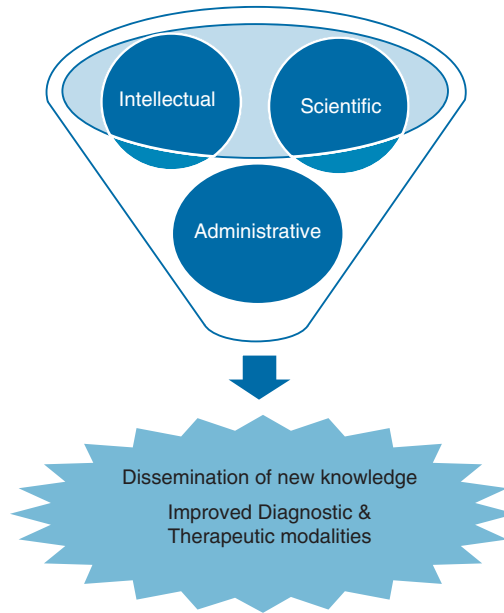 Intellectual
Scientific
Administrative
Dissemination of new knowledge
Improved Diagnostic &
Therapeutic modalities